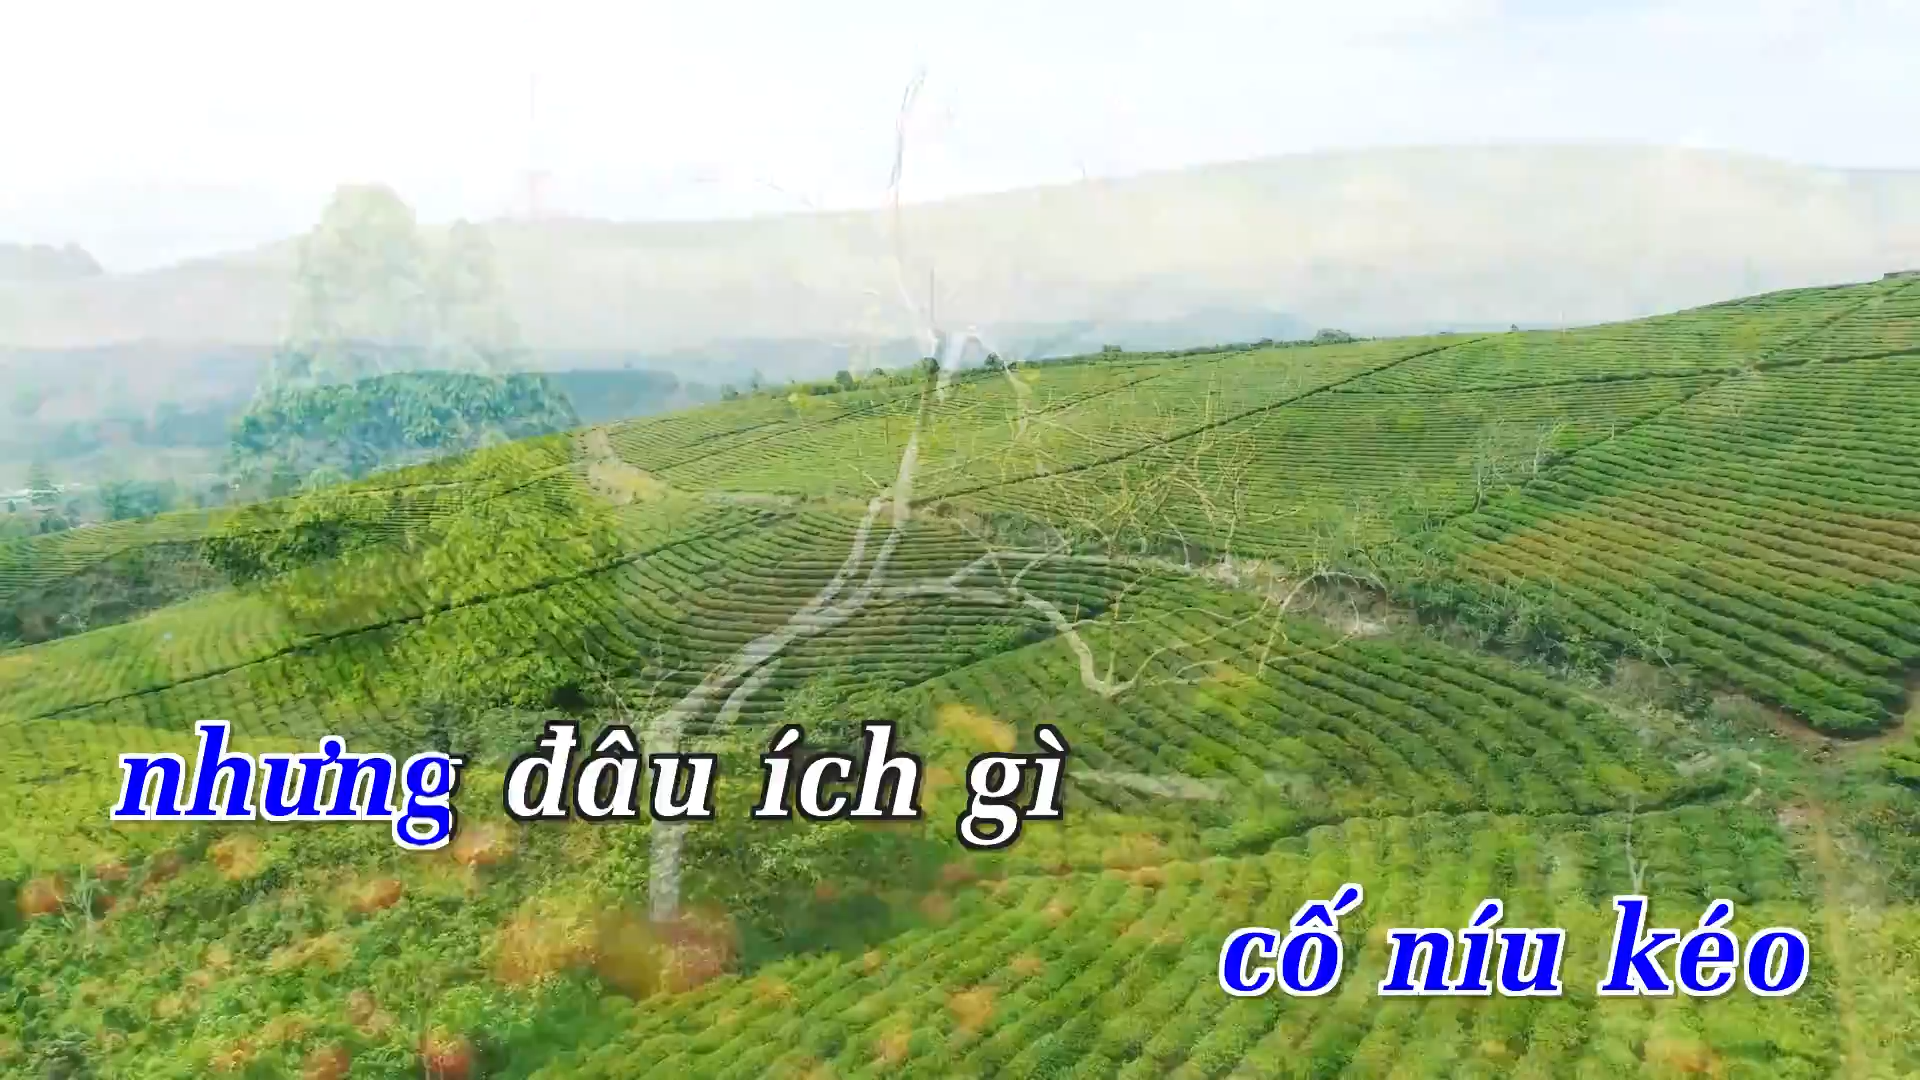 nhưng đâu ích gì
cố níu kéo